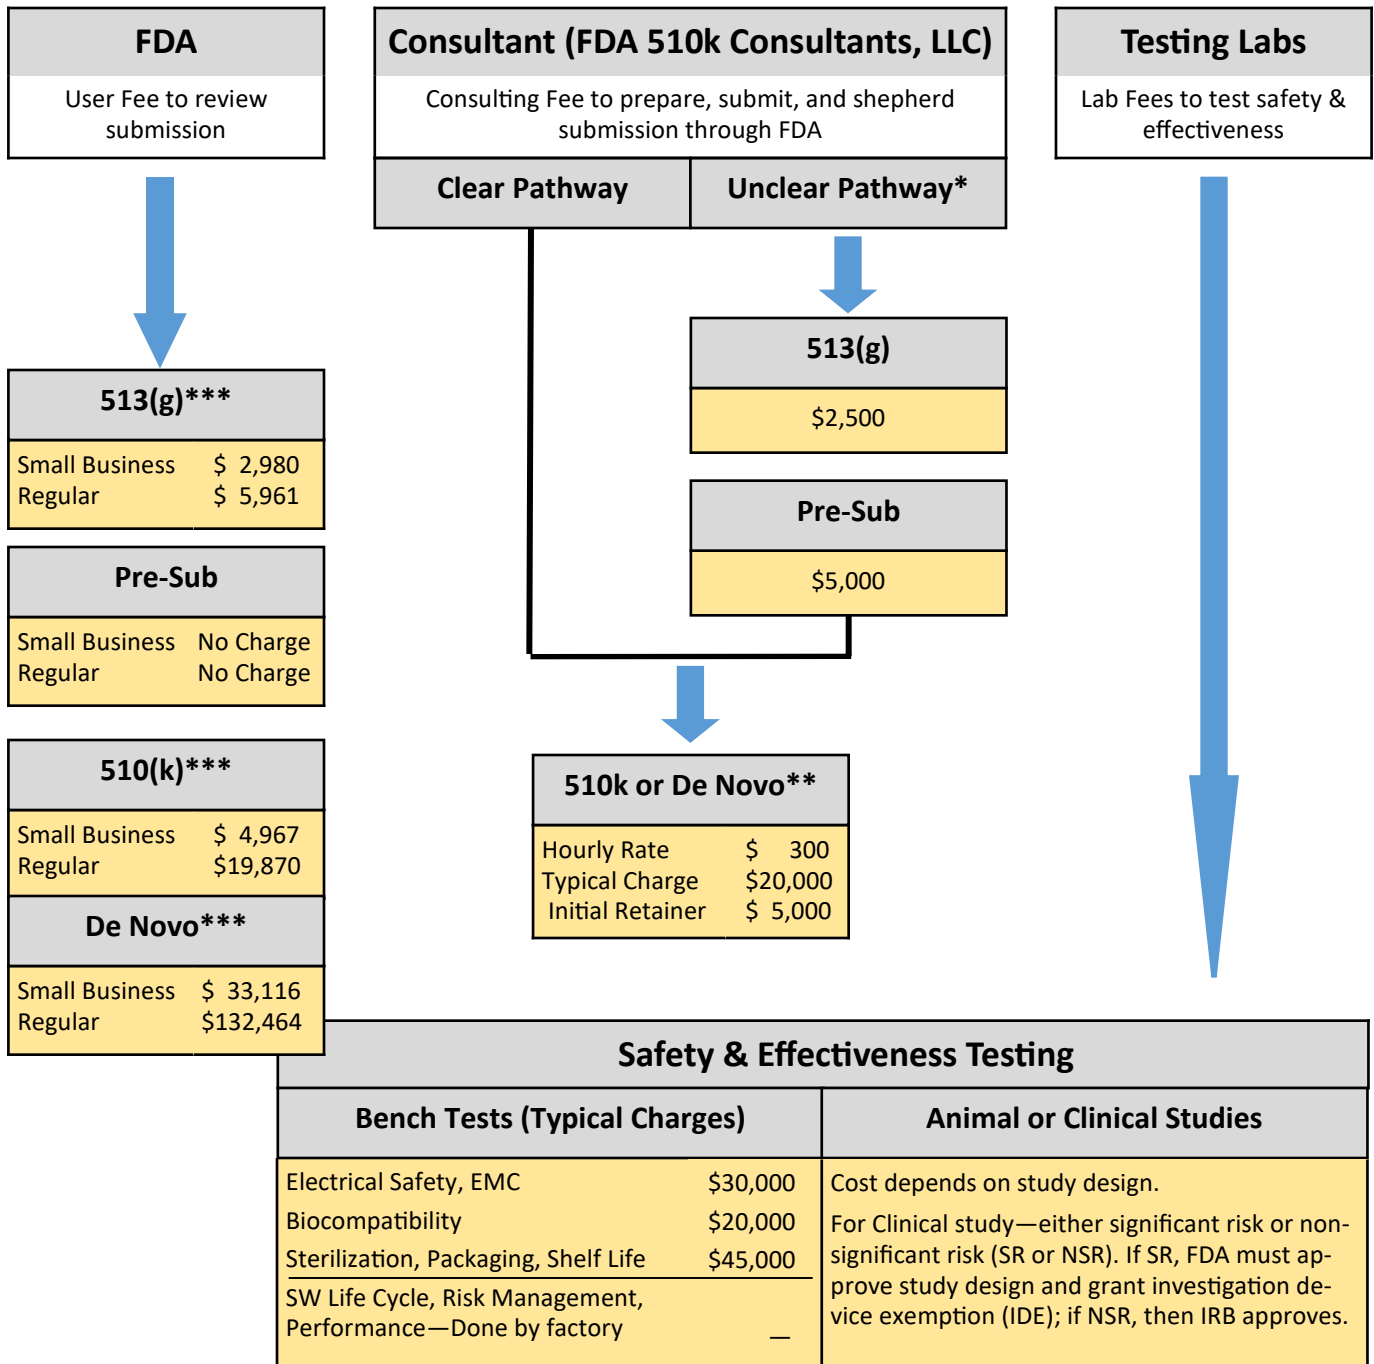 FDA
User Fee to review
submission
Consultant (FDA 510k Consultants, LLC)
Consulting Fee to prepare, submit, and shepherd
submission through FDA
Clear Pathway
Unclear Pathway*
Testing Labs
Lab Fees to test safety &
effectiveness
513(g)***
Small Business $ 2,980
Regular $ 5,961
Pre-Sub
Small Business No Charge
Regular No Charge
510(k)***
Small Business $ 4,967
Regular $19,870
De Novo***
Small Business $ 33,116
Regular $132,464
513(g)
$2,500
Pre-Sub
$5,000
510k or De Novo**
Hourly Rate $ 300
Typical Charge $20,000
Initial Retainer $ 5,000
Safety & Effectiveness Testing
Bench Tests (Typical Charges)
Electrical Safety, EMC $30,000
Biocompatibility $20,000
Sterilization, Packaging, Shelf Life $45,000
SW Life Cycle, Risk Management,
Performance—Done by factory —
Animal or Clinical Studies
Cost depends on study design.
For Clinical study—either significant risk or non-
significant risk (SR or NSR). If SR, FDA must ap-
prove study design and grant investigation de-
vice exemption (IDE); if NSR, then IRB approves.